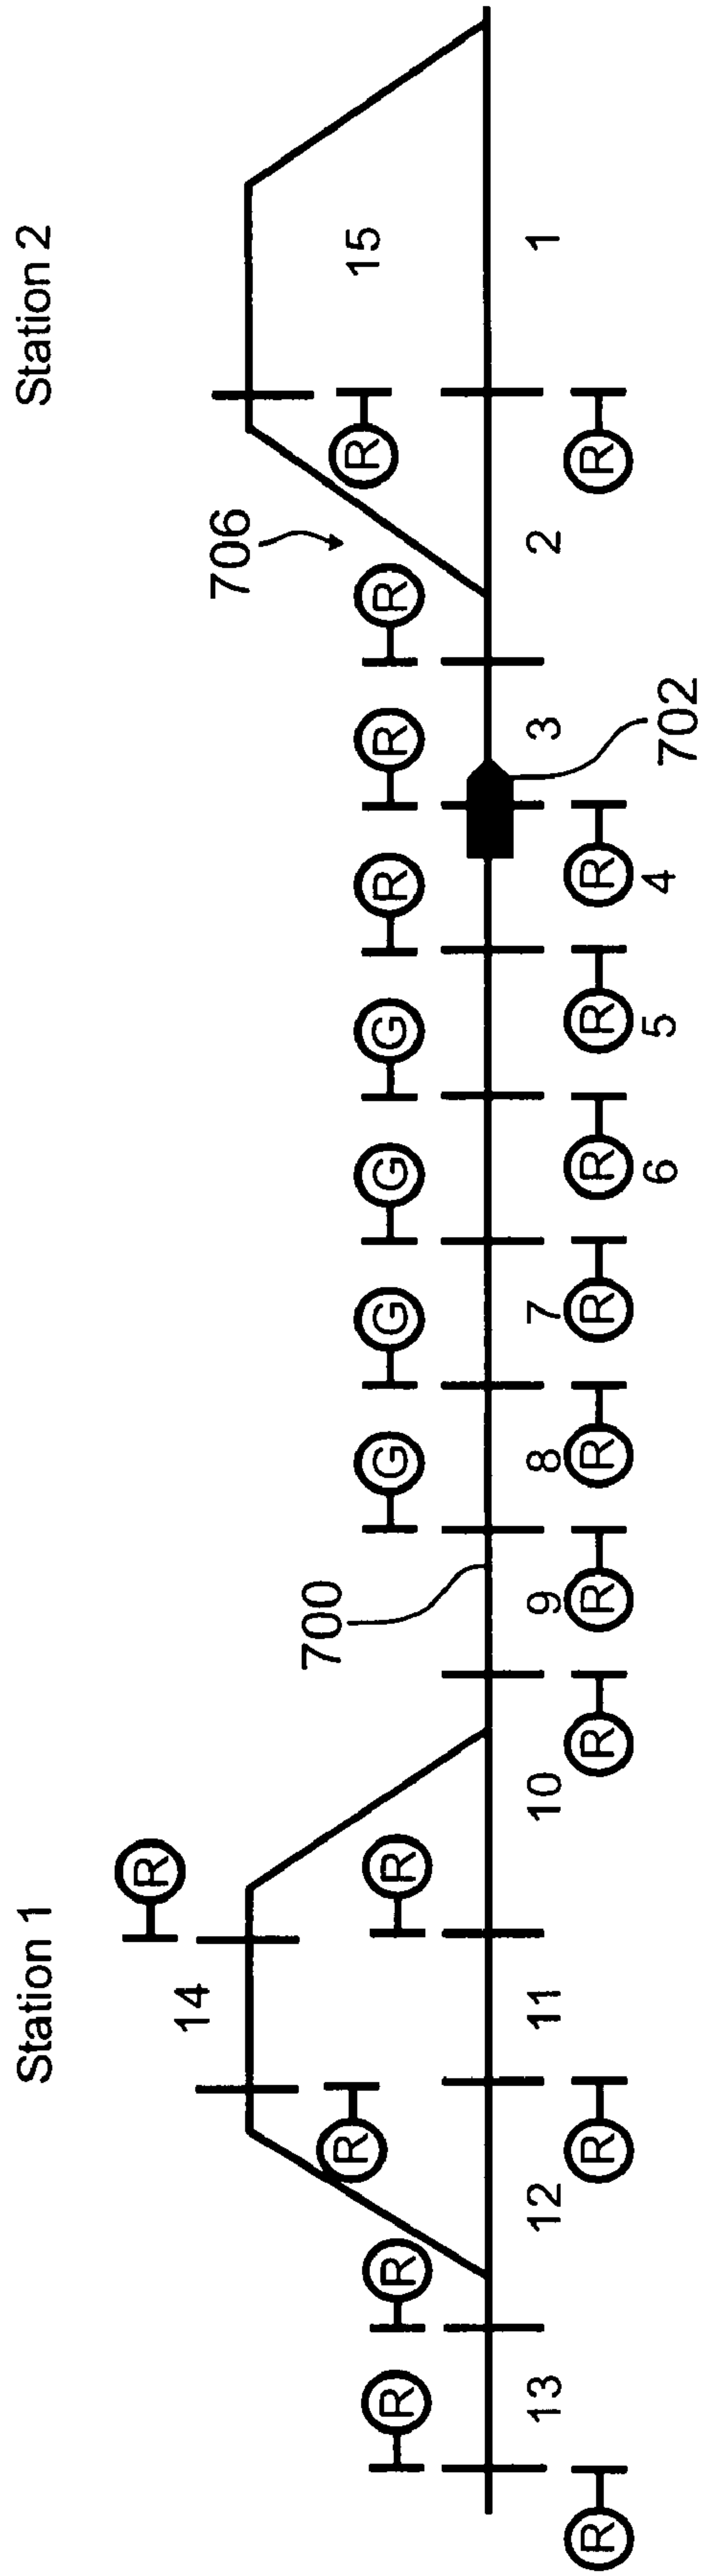 Station 1 Station 2
R
14
706
R R 15
700
R R R G G G G R R R
13 12 11 10 9 8 7 3 2 1
R R R R R R R R R R
6 5 4
702